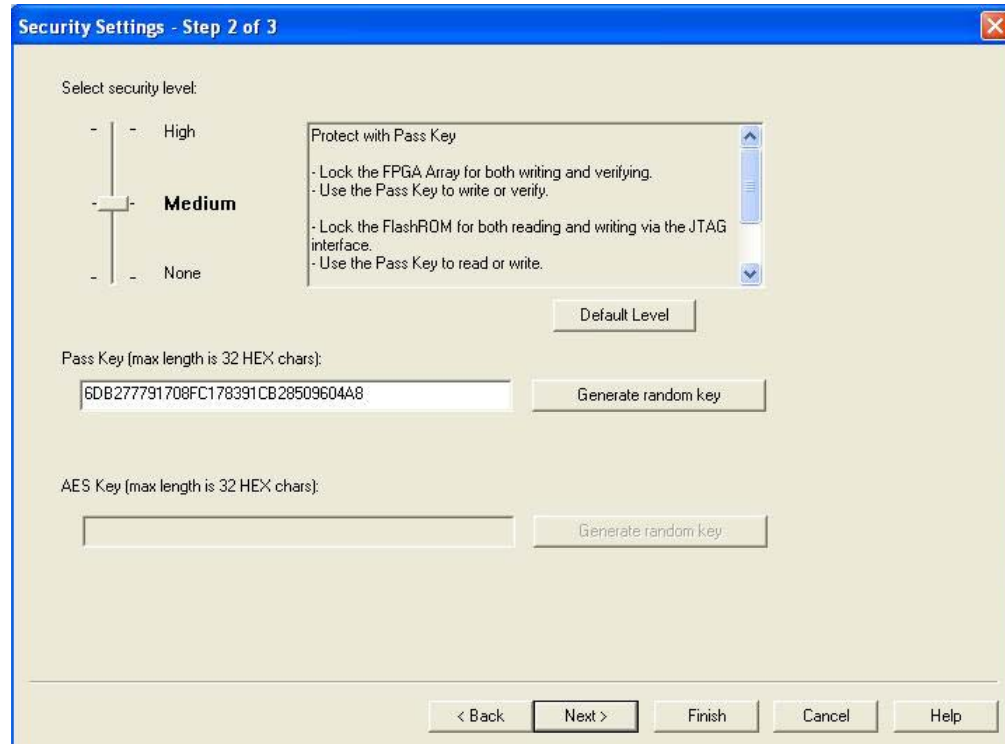 Security Settings - Step 2 of 3
Select security level:
High
Medium
None
Protect with Pass Key
- Lock the FPGA Array for both writing and verifying.
- Use the Pass Key to write or verify.
- Lock the FlashROM for both reading and writing via the JTAG
interface.
- Use the Pass Key to read or write.
Default Level
Pass Key (max length is 32 HEX chars):
6DB277791708FC178391CB28509604A8
Generate random key
AES Key (max length is 32 HEX chars):
Generate random key
< Back
Next >
Finish
Cancel
Help